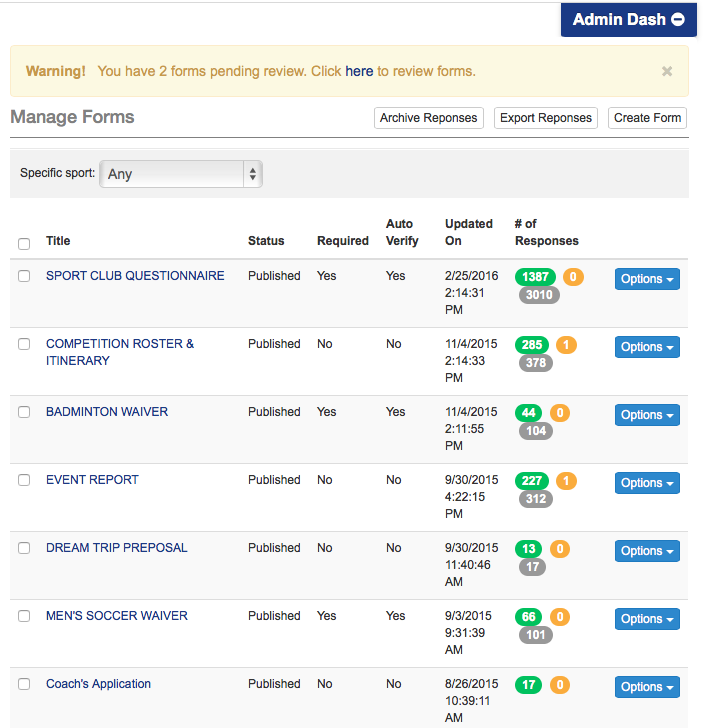 Admin Dash
Warning! You have 2 forms pending review. Click here to review forms. ×
Manage Forms Archive Reponses Export Reponses Create Form
Specific sport: Any
Title Status Required Auto Verify Updated On # of Responses
SPORT CLUB QUESTIONNAIRE Published Yes Yes 2/25/2016 1387 0 Options
2:14:31 3010
PM
COMPETITION ROSTER & Published No No 11/4/2015 285 1 Options
ITINERARY 2:14:33 378
PM
BADMINTON WAIVER Published Yes Yes 11/4/2015 44 0 Options
2:11:55 104
PM
EVENT REPORT Published No No 9/30/2015 227 1 Options
4:22:15 312
PM
DREAM TRIP PREPOSAL Published No No 9/30/2015 13 0 Options
11:40:46 17
AM
MEN'S SOCCER WAIVER Published Yes Yes 9/3/2015 66 0 Options
9:31:39 101
AM
Coach's Application Published No No 8/26/2015 17 0 Options
10:39:11
AM